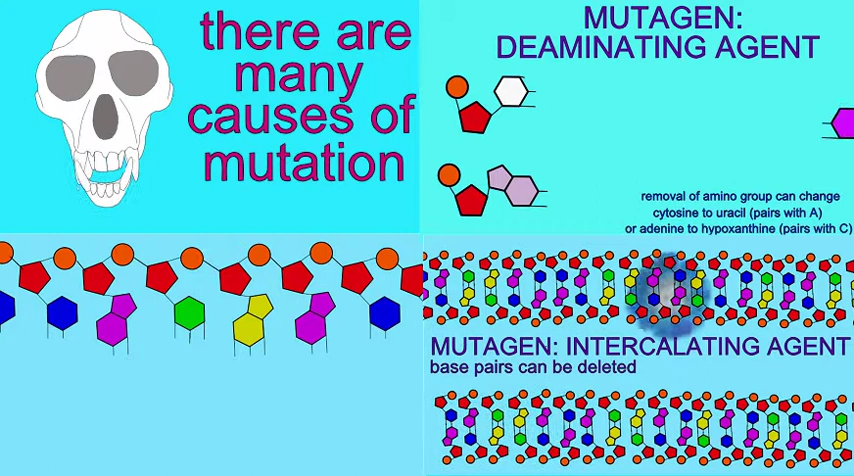 there are
many
causes of
mutation
MUTAGEN:
DEAMINATING AGENT
removal of amino group can change
cytosine to uracil (pairs with A)
or adenine to hypoxanthine (pairs with C)
MUTAGEN: INTERCALATING AGENT
base pairs can be deleted